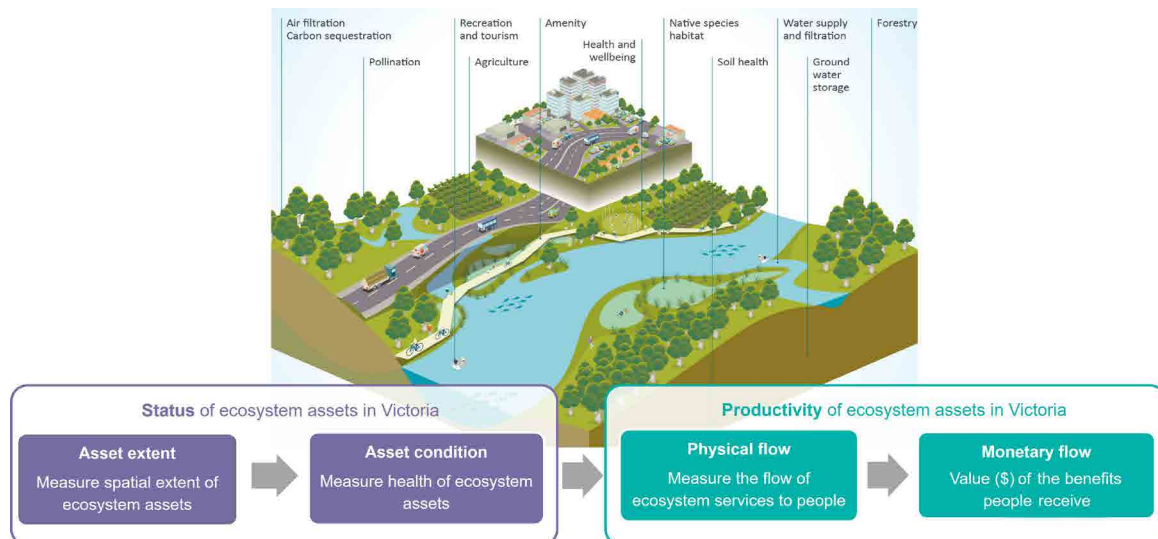 Air filtration
Carbon sequestration
Recreation
and tourism
Amenity
Native species
habitat
Water supply
and filtration
Forestry
Health and
wellbeing
Pollination
Agriculture
Soil health
Ground
water
storage
Status of ecosystem assets in Victoria
Asset extent
Measure spatial extent of
ecosystem assets
Asset condition
Measure health of ecosystem
assets
Productivity of ecosystem assets in Victoria
Physical flow
Measure the flow of
ecosystem services to people
Monetary flow
Value ($) of the benefits
people receive